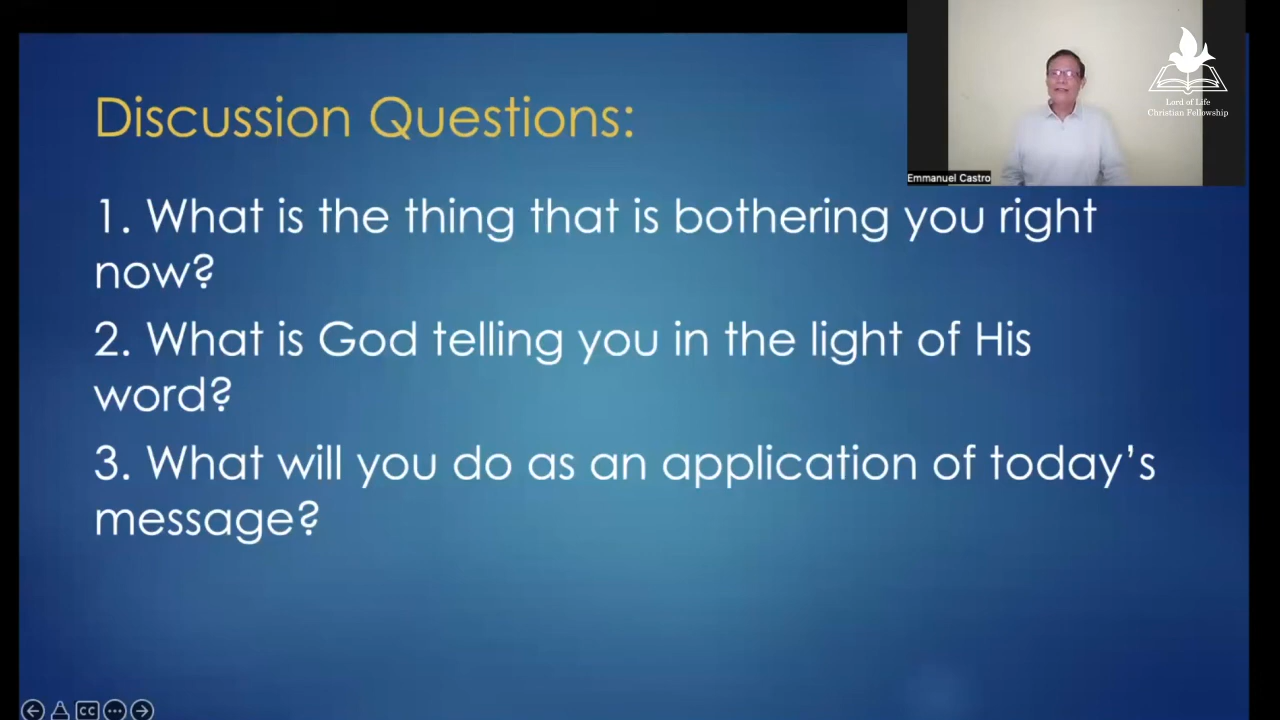 Discussion Questions:
1. What is the thing that is bothering you right
now?
2. What is God telling you in the light of His
word?
3. What will you do as an application of today's
message?
Lord of Life
Christian Fellowship
Emmanuel Castro
CC